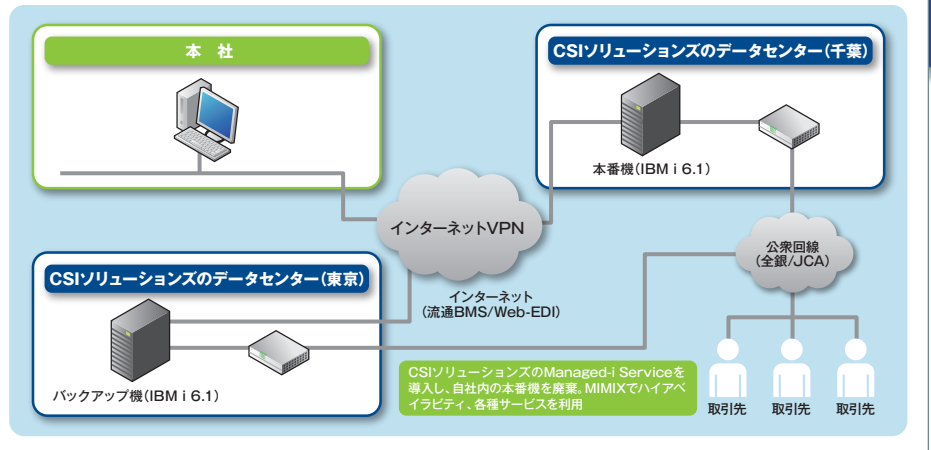 本 社
CSIソリューションズのデータセンター(千葉)
本番機(IBM i 6.1)
インターネットVPN
公衆回線
(全銀/JCA)
CSIソリューションズのデータセンター(東京)
インターネット
(流通BMS/Web-EDI)
バックアップ機(IBM i 6.1)
CSIソリューションズのManaged-i Serviceを
導入し、自社内の本番機を廃棄。MIMIXでハイアベ
イラビティ、各種サービスを利用
取引先 取引先 取引先